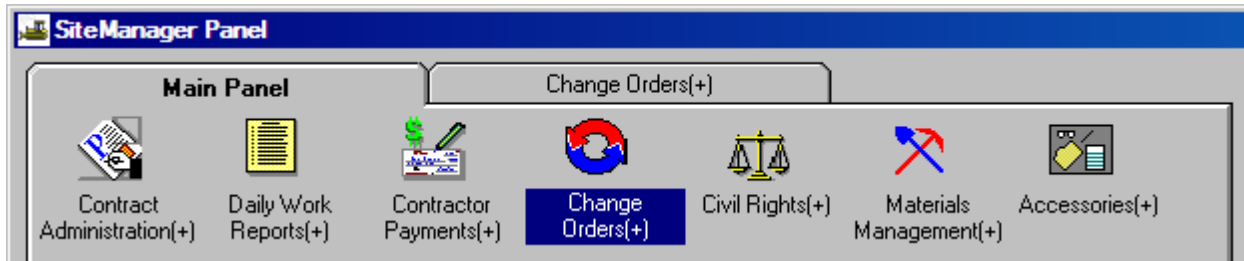 SiteManager Panel
Main Panel
Change Orders(+)
Contract
Administration(+)
Daily Work
Reports(+)
Contractor
Payments(+)
Change
Orders(+)
Civil Rights(+)
Materials
Management(+)
Accessories(+)